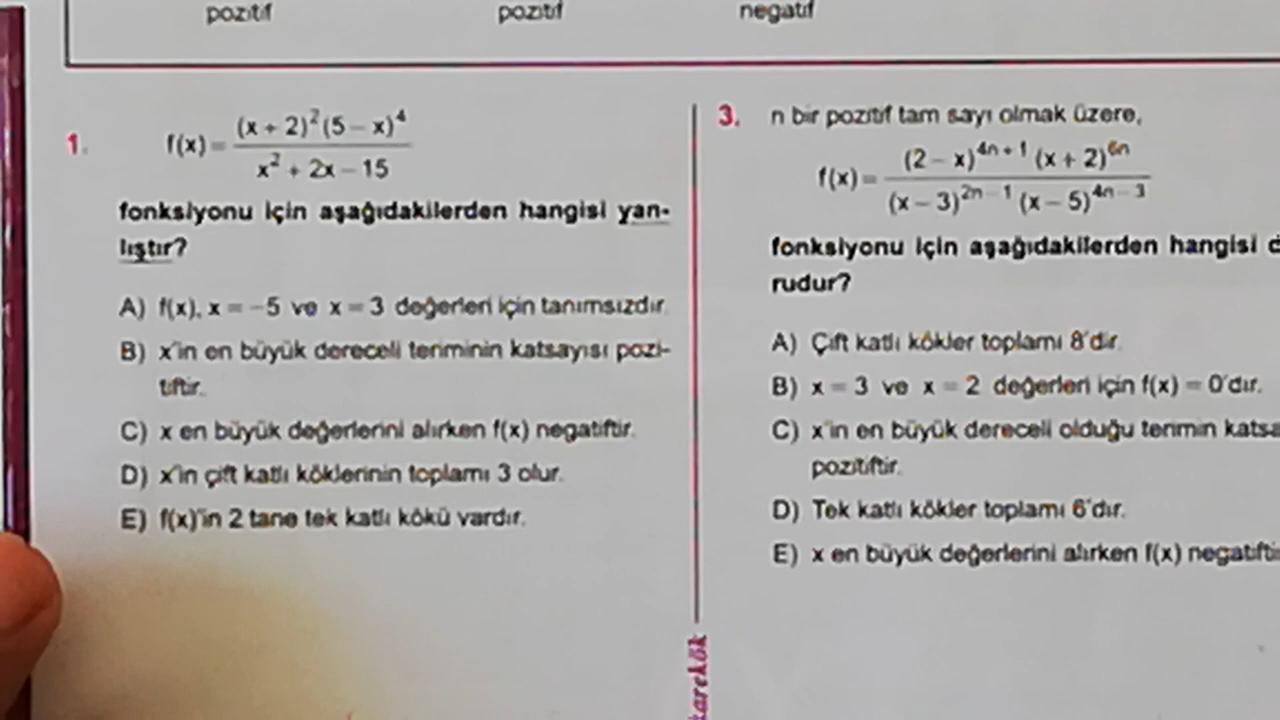 pozitif pozitif negatif
1. f(x) = (x + 2)²(5 – x)⁴ / x² + 2x – 15
fonksiyonu için aşağıdakilerden hangisi yan-
lıştır?
A) f(x), x = –5 ve x = 3 değerleri için tanımsızdır.
B) x'in en büyük dereceli teriminin katsayısı pozi-
tiftir.
C) x en büyük değerlerini alırken f(x) negatiftir.
D) x'in çift katlı köklerinin toplamı 3 olur.
E) f(x)'in 2 tane tek katlı kökü vardır.
karekök
3. n bir pozitif tam sayı olmak üzere,
f(x) = (2 – x)⁴ⁿ⁺¹ (x + 2)⁶ⁿ / (x – 3)²ⁿ⁻¹ (x – 5)⁴ⁿ⁻³
fonksiyonu için aşağıdakilerden hangisi d
rudur?
A) Çift katlı kökler toplamı 8'dir.
B) x = 3 ve x = 2 değerleri için f(x) = 0'dır.
C) x'in en büyük dereceli olduğu terimin katsa
pozitiftir.
D) Tek katlı kökler toplamı 6'dır.
E) x en büyük değerlerini alırken f(x) negatifti